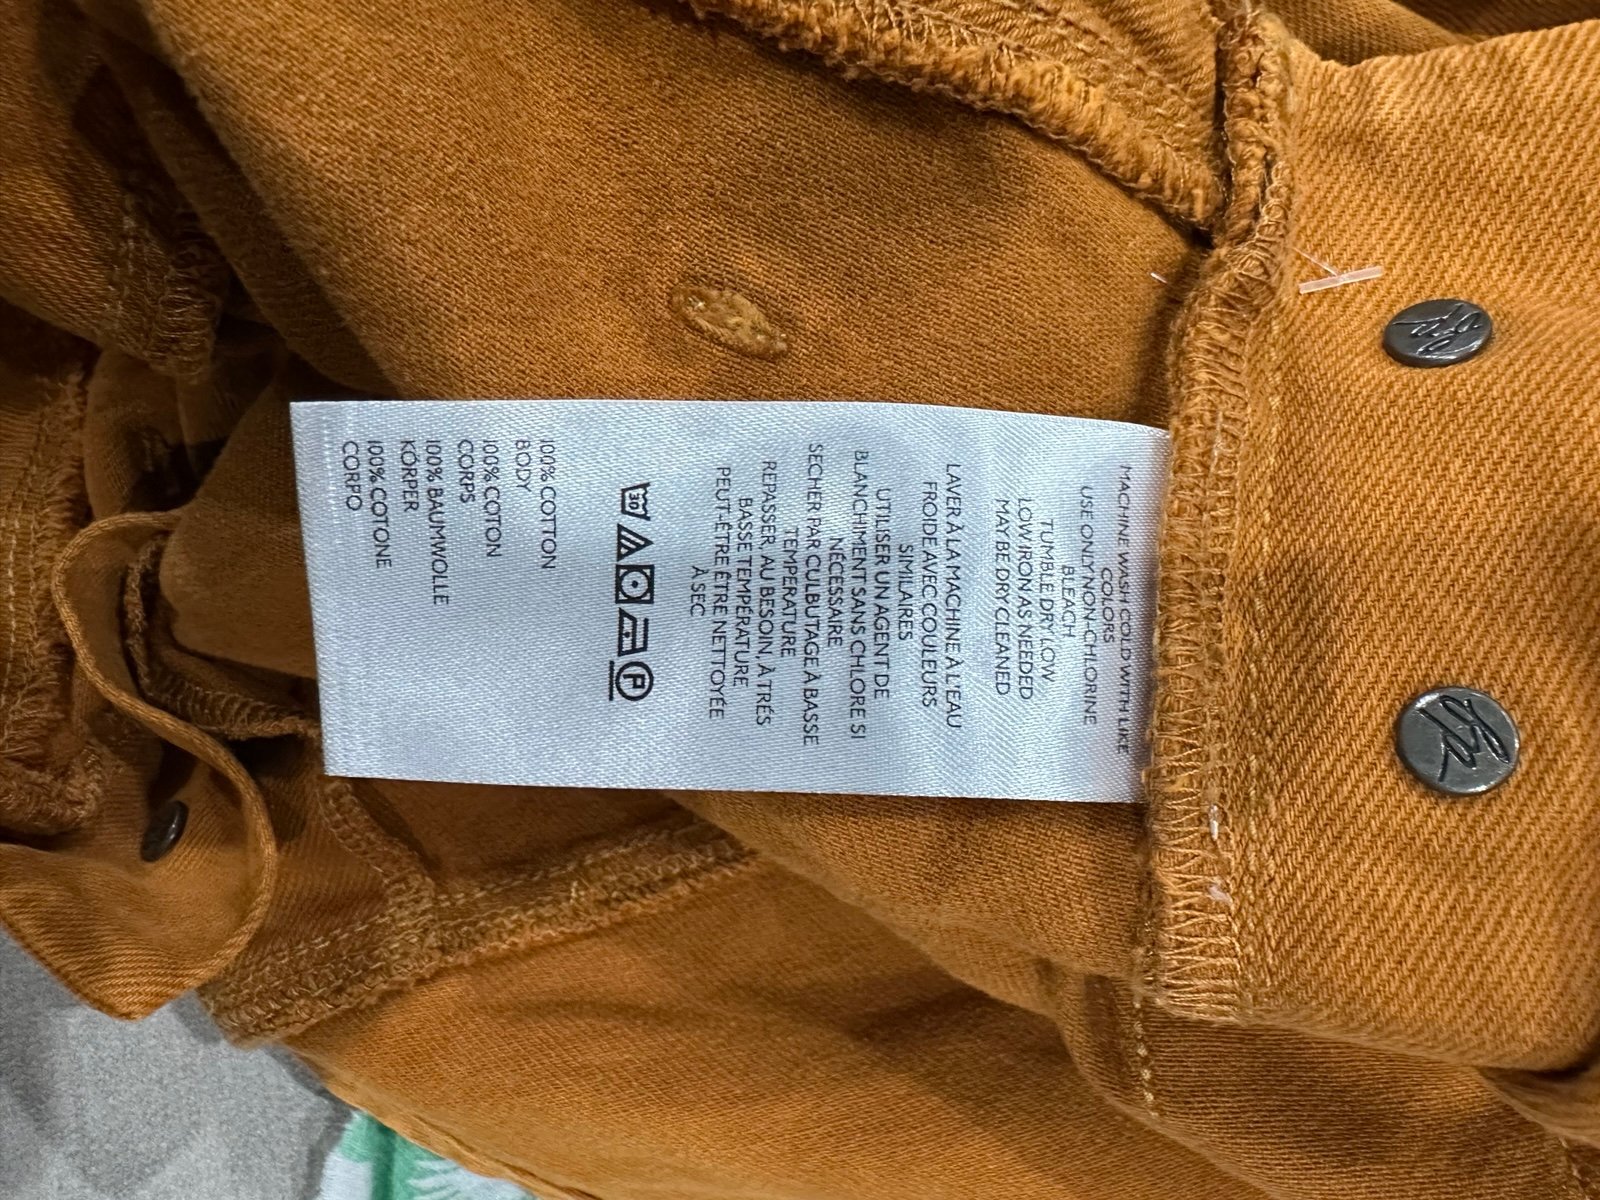 MACHINE WASH COLD WITH LIKE
COLORS
USE ONLY NON-CHLORINE
BLEACH
TUMBLE DRY LOW
LOW IRON AS NEEDED
MAY BE DRY CLEANED
LAVER À LA MACHINE À L'EAU
FROIDE AVEC COULEURS
SIMILAIRES
UTILISER UN AGENT DE
BLANCHIMENT SANS CHLORE SI
NÉCESSAIRE
SECHER PAR CULBUTAGE À BASSE
TEMPERATURE
REPASSER, AU BESOIN, À TRÉS
BASSE TEMPÉRATURE
PEUT-ÊTRE ÊTRE NETTOYÉE
À SEC
30
P
100% COTTON
BODY
100% COTON
CORPS
100% BAUMWOLLE
KÖRPER
100% COTONE
CORPO